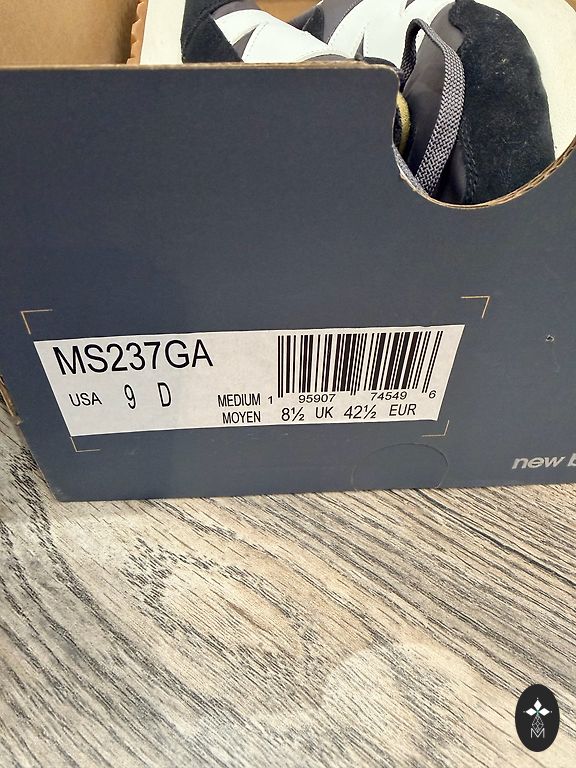 MS237GA
USA 9 D
MEDIUM
MOYEN
1 95907 74549 6
8½ UK 42½ EUR
new
M